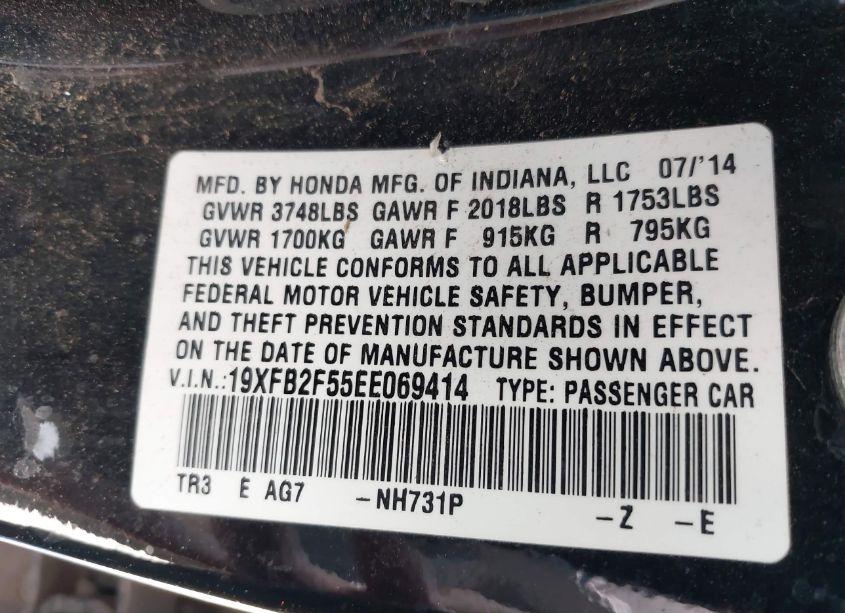 MFD. BY HONDA MFG. OF INDIANA, LLC 07/'14
GVWR 3748LBS GAWR F 2018LBS R 1753LBS
GVWR 1700KG GAWR F 915KG R 795KG
THIS VEHICLE CONFORMS TO ALL APPLICABLE
FEDERAL MOTOR VEHICLE SAFETY, BUMPER,
AND THEFT PREVENTION STANDARDS IN EFFECT
ON THE DATE OF MANUFACTURE SHOWN ABOVE.
V.I.N.:19XFB2F55EE069414 TYPE: PASSENGER CAR
TR3 E AG7 -NH731P -Z -E